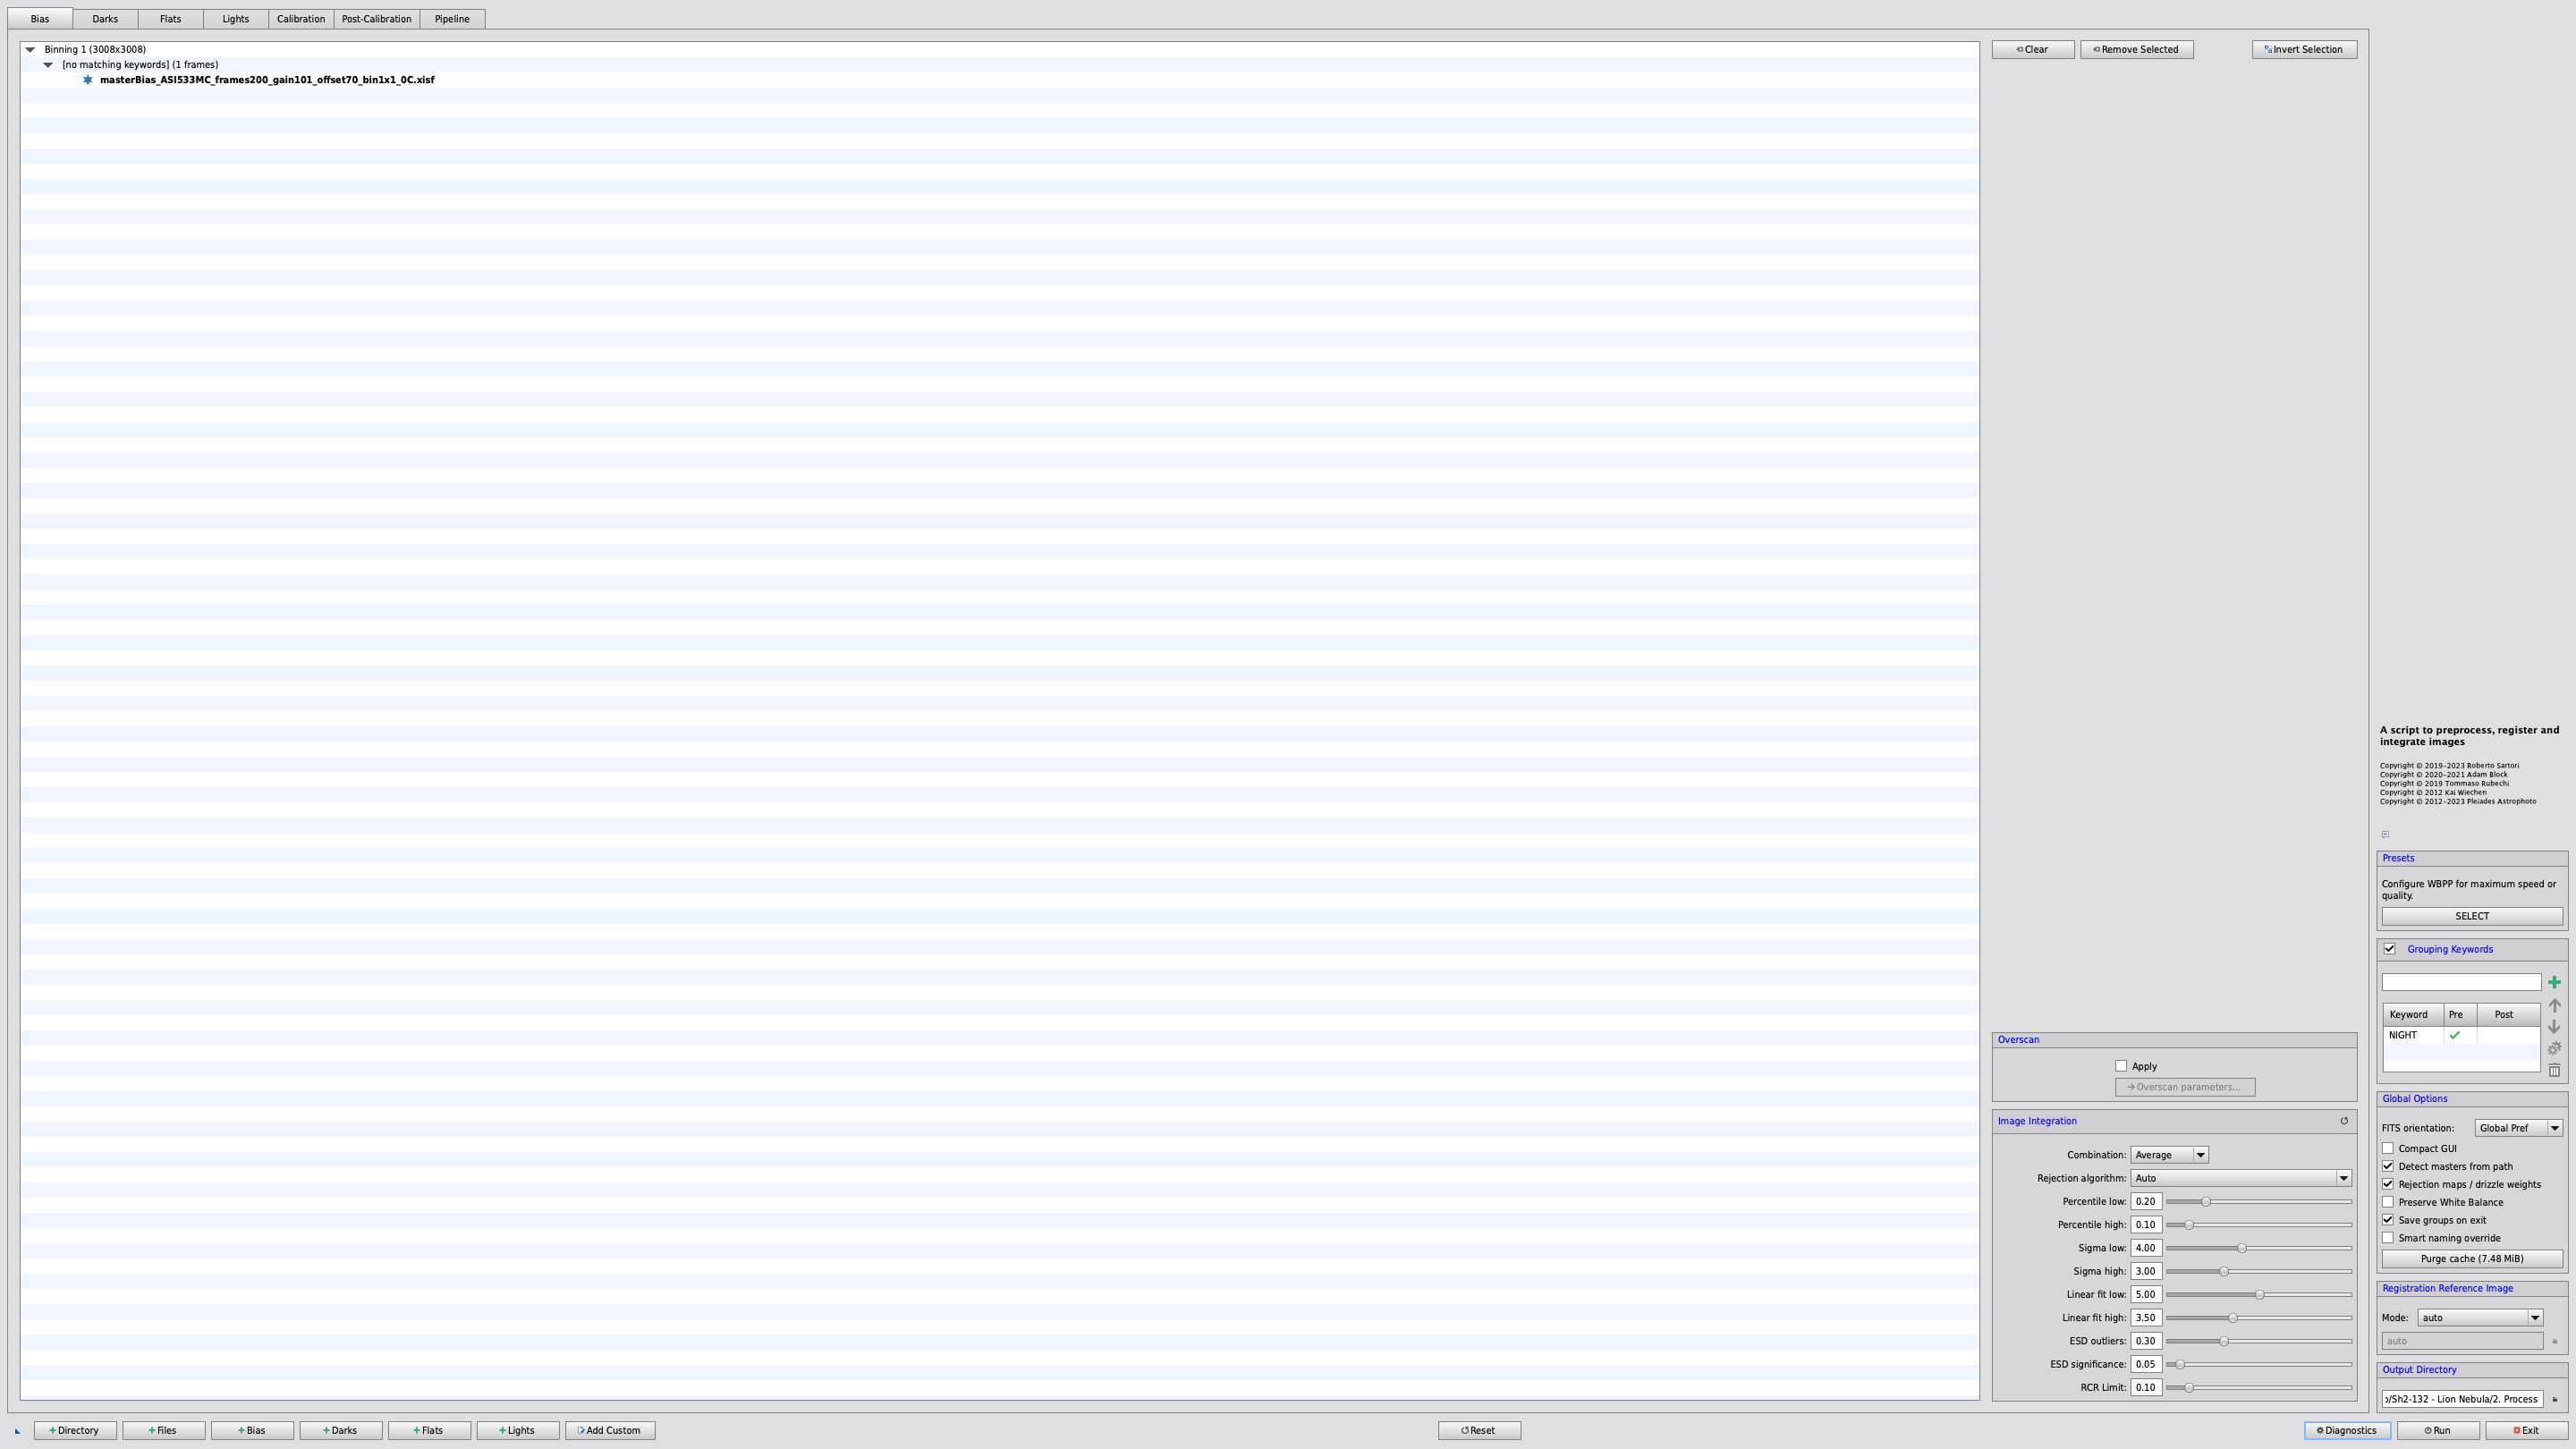 Bias Darks Flats Lights Calibration Post-Calibration Pipeline
Binning 1 (3008x3008)
[no matching keywords] (1 frames)
masterBias_ASI533MC_frames200_gain101_offset70_bin1x1_0C.xisf
Clear Remove Selected Invert Selection
Overscan
Apply
Overscan parameters...
Image Integration
Combination: Average
Rejection algorithm: Auto
Percentile low: 0.20
Percentile high: 0.10
Sigma low: 4.00
Sigma high: 3.00
Linear fit low: 5.00
Linear fit high: 3.50
ESD outliers: 0.30
ESD significance: 0.05
RCR Limit: 0.10
A script to preprocess, register and
integrate images
Copyright © 2019-2023 Roberto Sartori
Copyright © 2020-2021 Adam Block
Copyright © 2019 Tommaso Rubechi
Copyright © 2012 Kai Wiechen
Copyright © 2012-2023 Pleiades Astrophoto
Presets
Configure WBPP for maximum speed or
quality.
SELECT
Grouping Keywords
Keyword Pre Post
NIGHT
Global Options
FITS orientation: Global Pref
Compact GUI
Detect masters from path
Rejection maps / drizzle weights
Preserve White Balance
Save groups on exit
Smart naming override
Purge cache (7.48 MiB)
Registration Reference Image
Mode: auto
auto
Output Directory
/Sh2-132 - Lion Nebula/2. Process
Directory Files Bias Darks Flats Lights Add Custom Reset Diagnostics Run Exit